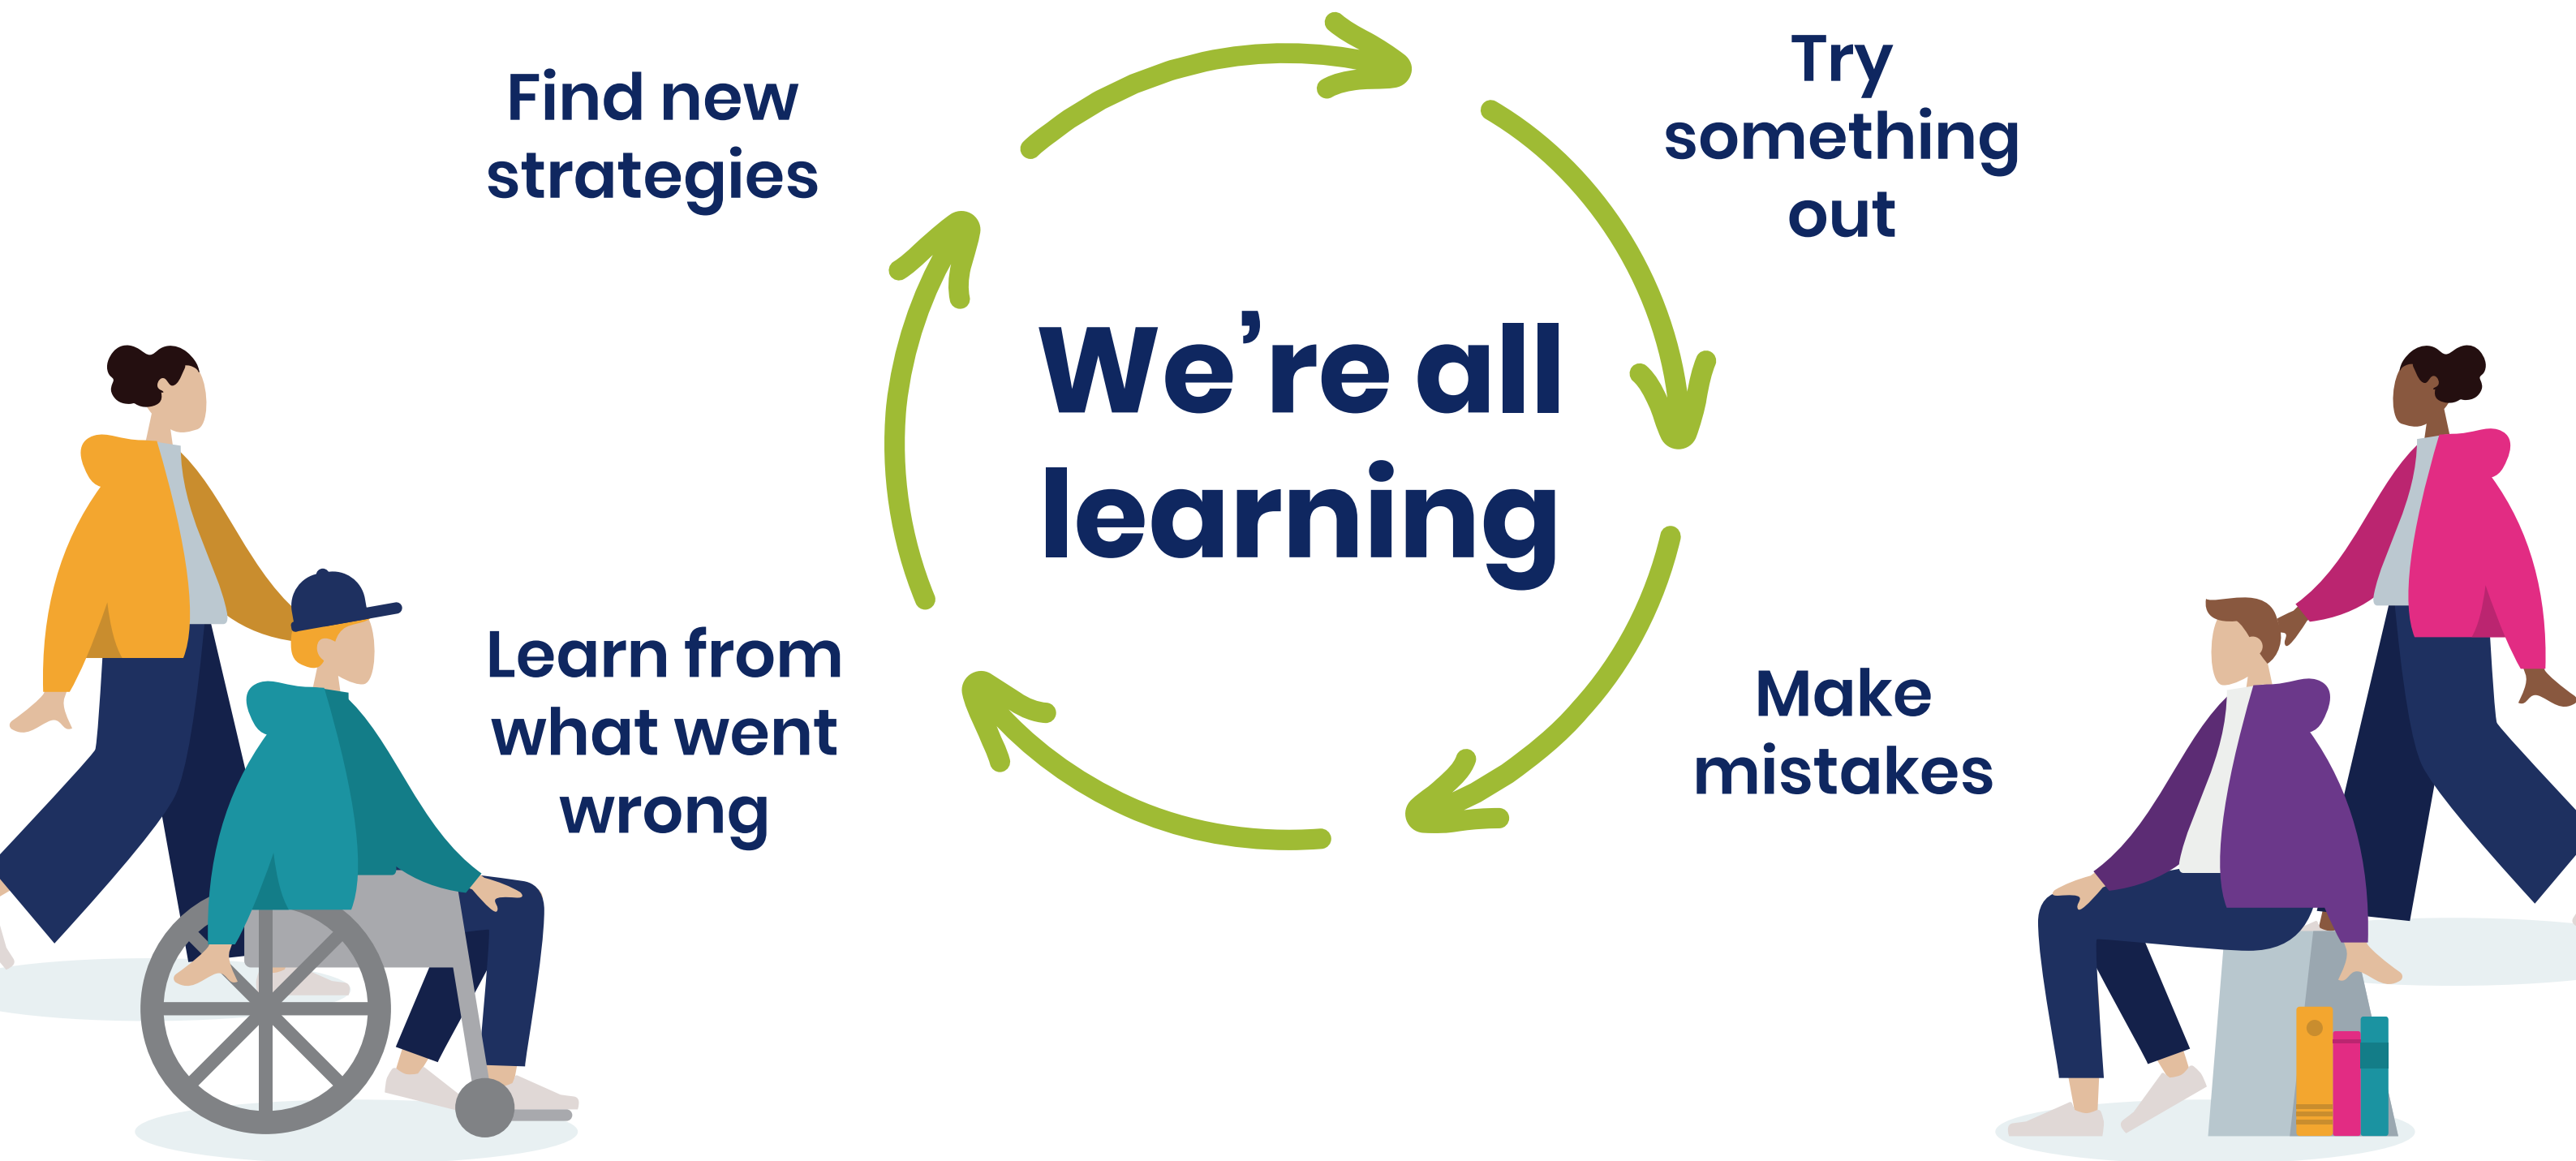 Find new
strategies
Try
something
out
We’re all
learning
Learn from
what went
wrong
Make
mistakes